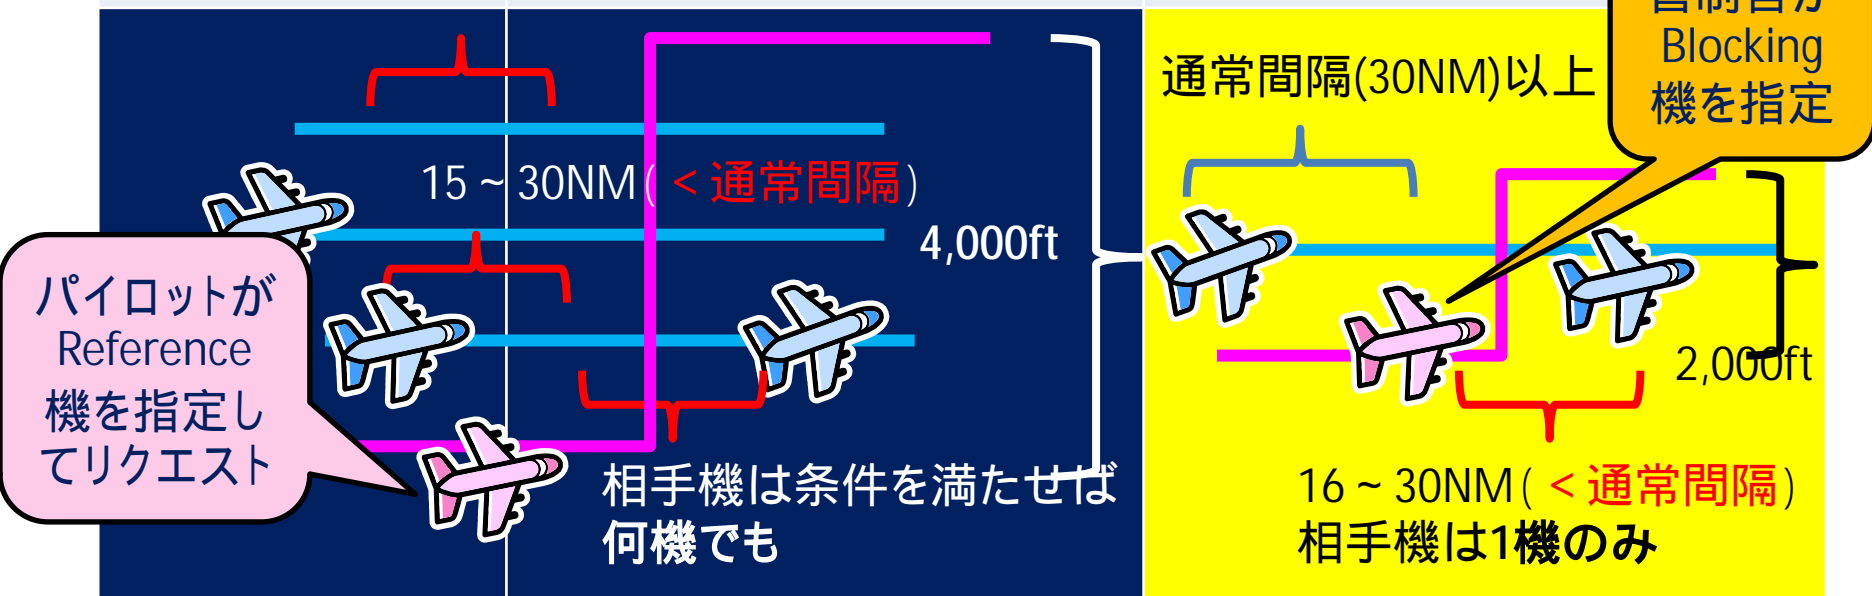 15 ~ 30NM( < 通常間隔)
4,000ft
パイロットが
Reference
機を指定し
てリクエスト
相手機は条件を満たせば
何機でも
通常間隔(30NM)以上
Blocking
機を指定
2,000ft
16 ~ 30NM( < 通常間隔)
相手機は1機のみ